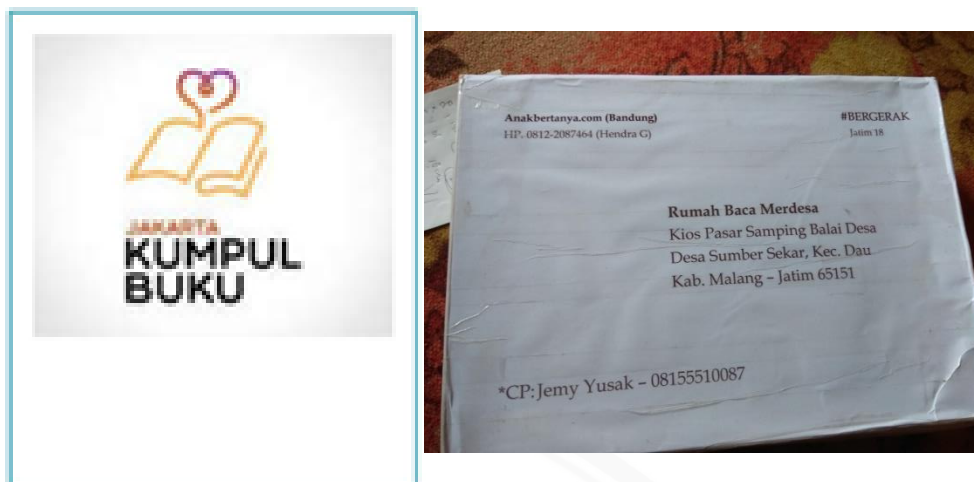 JAKARTA
KUMPUL
BUKU
Anakbertanya.com (Bandung)
HP. 0812-2087464 (Hendra G)
#BERGERAK
Jatim 18
Rumah Baca Merdesa
Kios Pasar Samping Balai Desa
Desa Sumber Sekar, Kec. Dau
Kab. Malang – Jatim 65151
*CP: Jemy Yusak – 08155510087